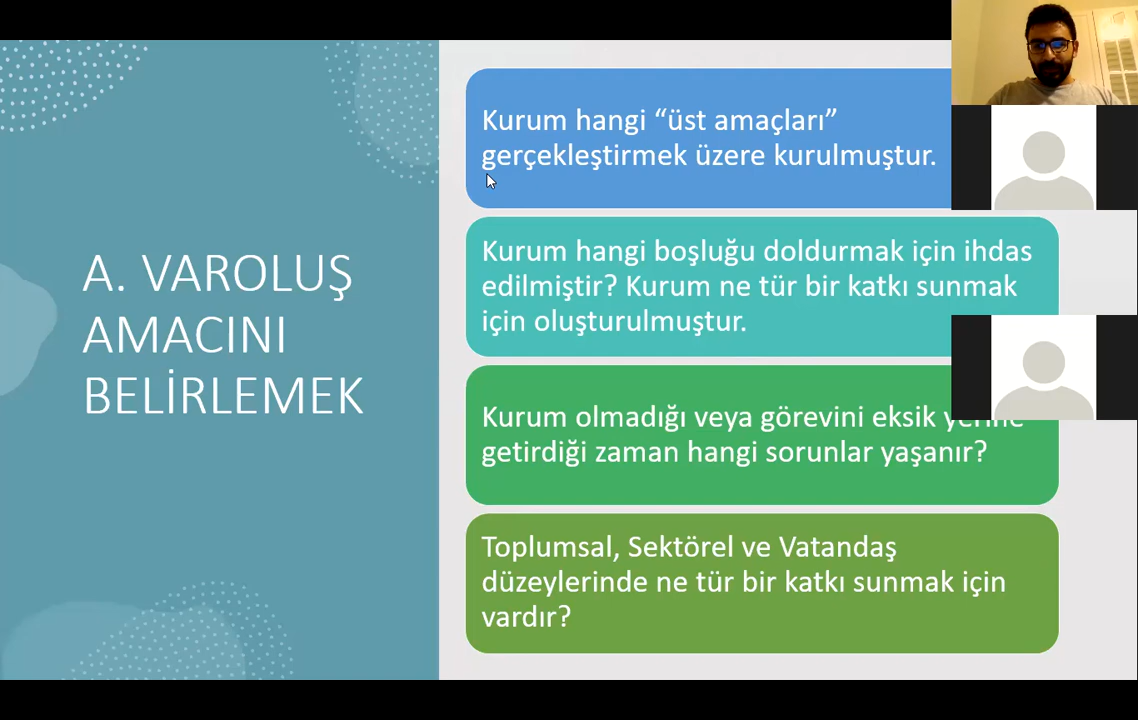 A. VAROLUŞ
AMACINI
BELİRLEMEK
Kurum hangi “üst amaçları”
gerçekleştirmek üzere kurulmuştur.
Kurum hangi boşluğu doldurmak için ihdas
edilmiştir? Kurum ne tür bir katkı sunmak
için oluşturulmuştur.
Kurum olmadığı veya görevini eksik yerine
getirdiği zaman hangi sorunlar yaşanır?
Toplumsal, Sektörel ve Vatandaş
düzeylerinde ne tür bir katkı sunmak için
vardır?